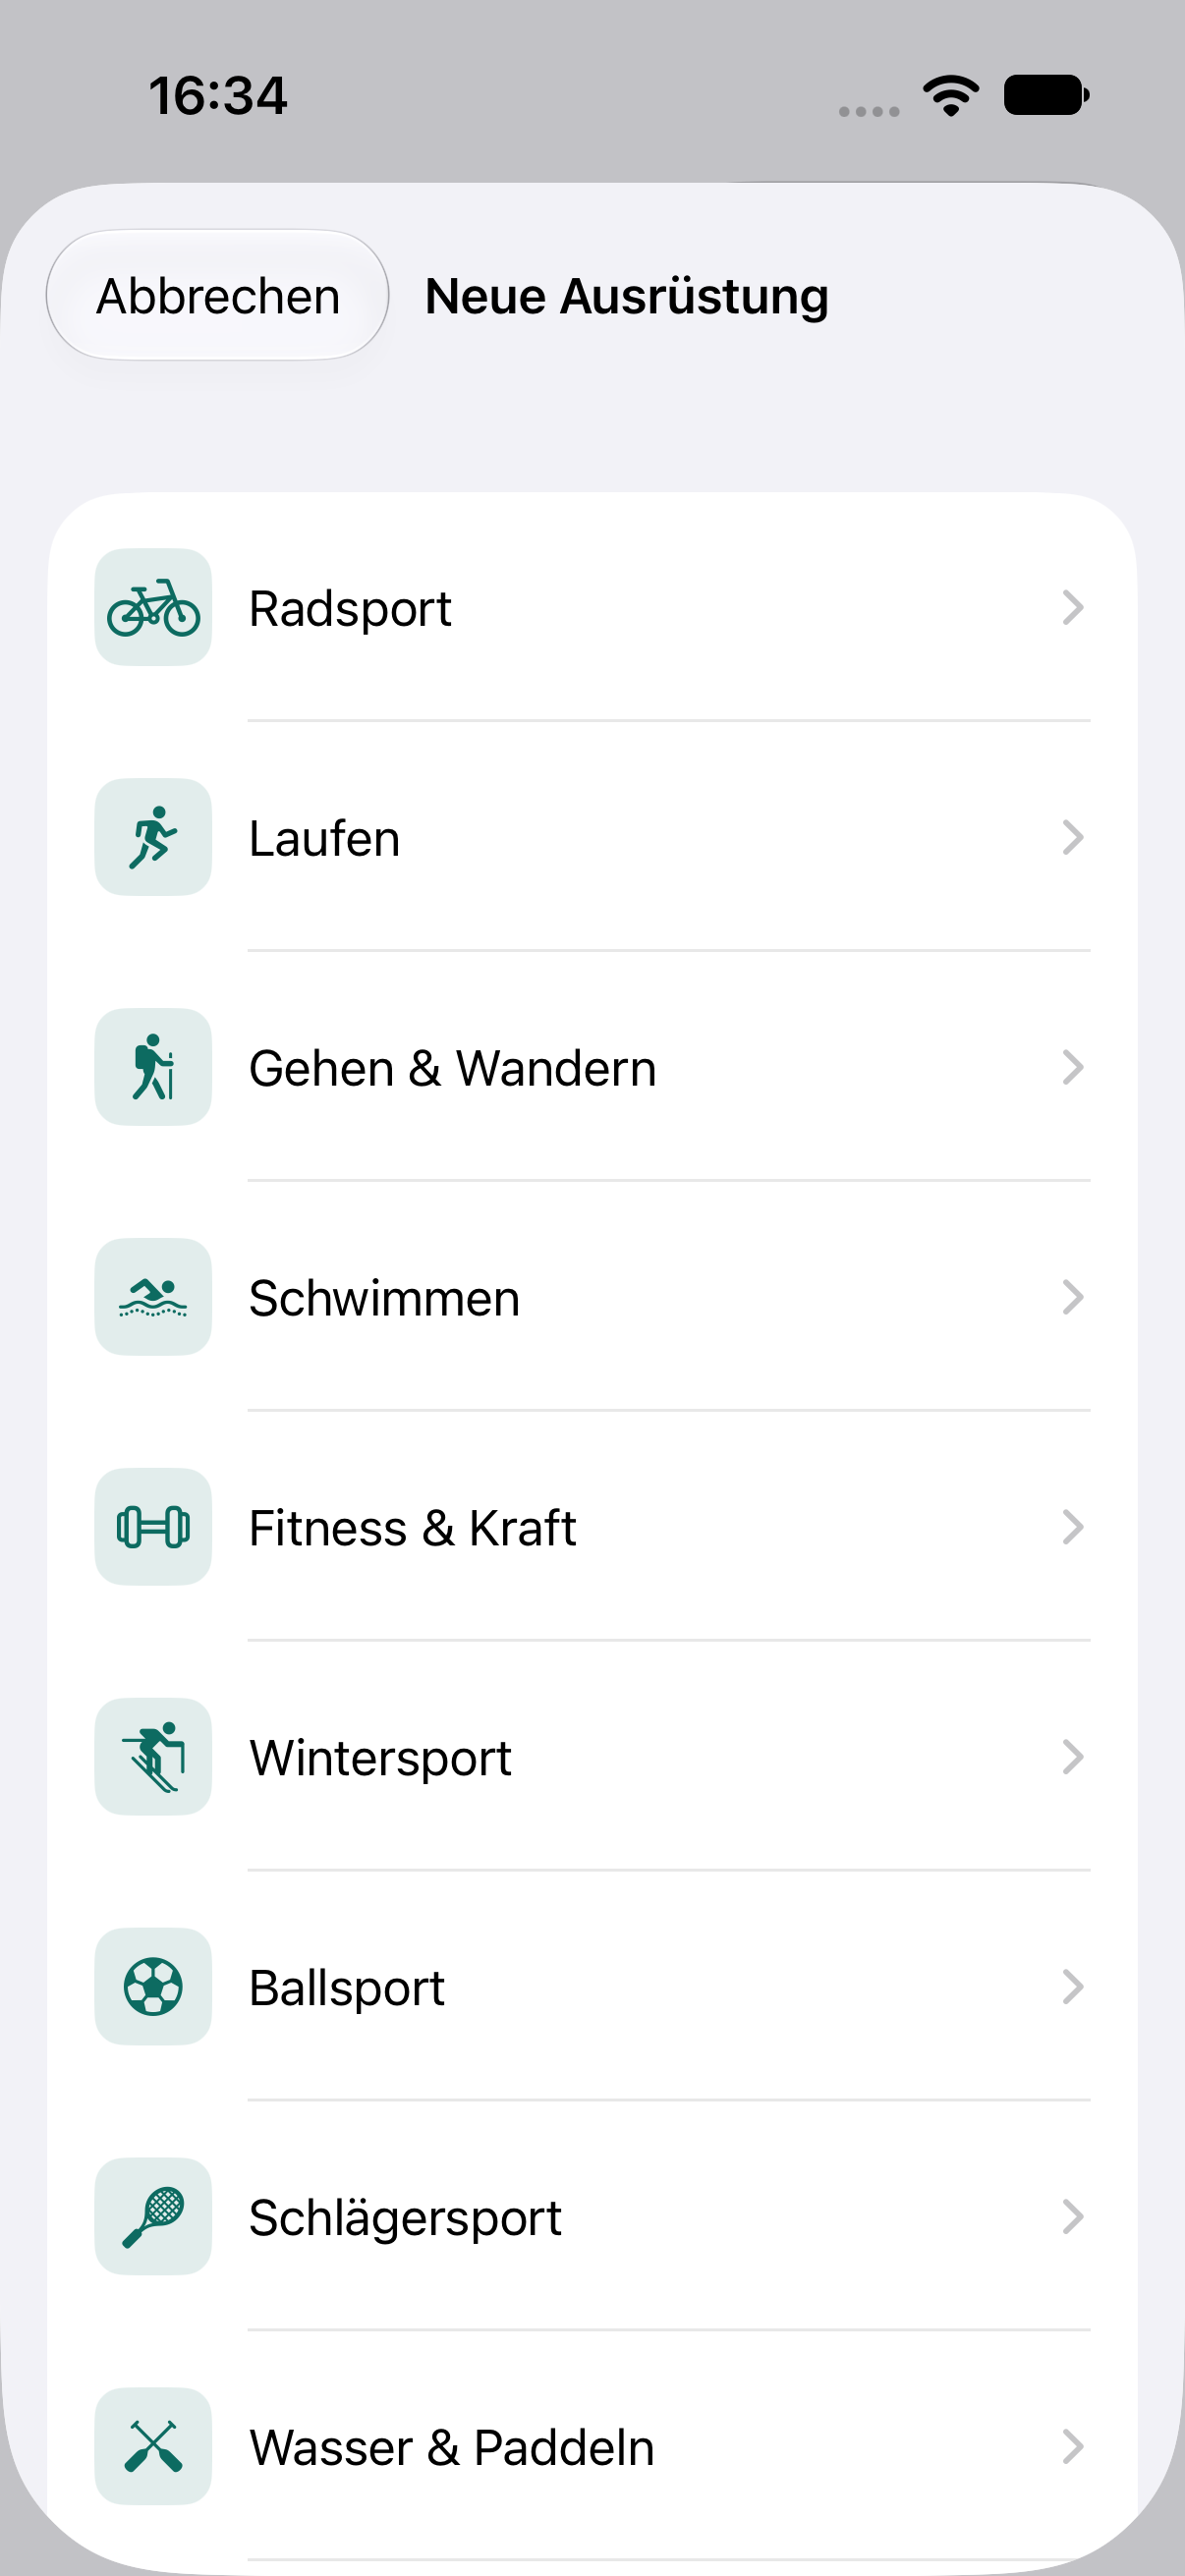 16:34
Abbrechen
Neue Ausrüstung
Radsport
Laufen
Gehen & Wandern
Schwimmen
Fitness & Kraft
Wintersport
Ballsport
Schlägersport
Wasser & Paddeln